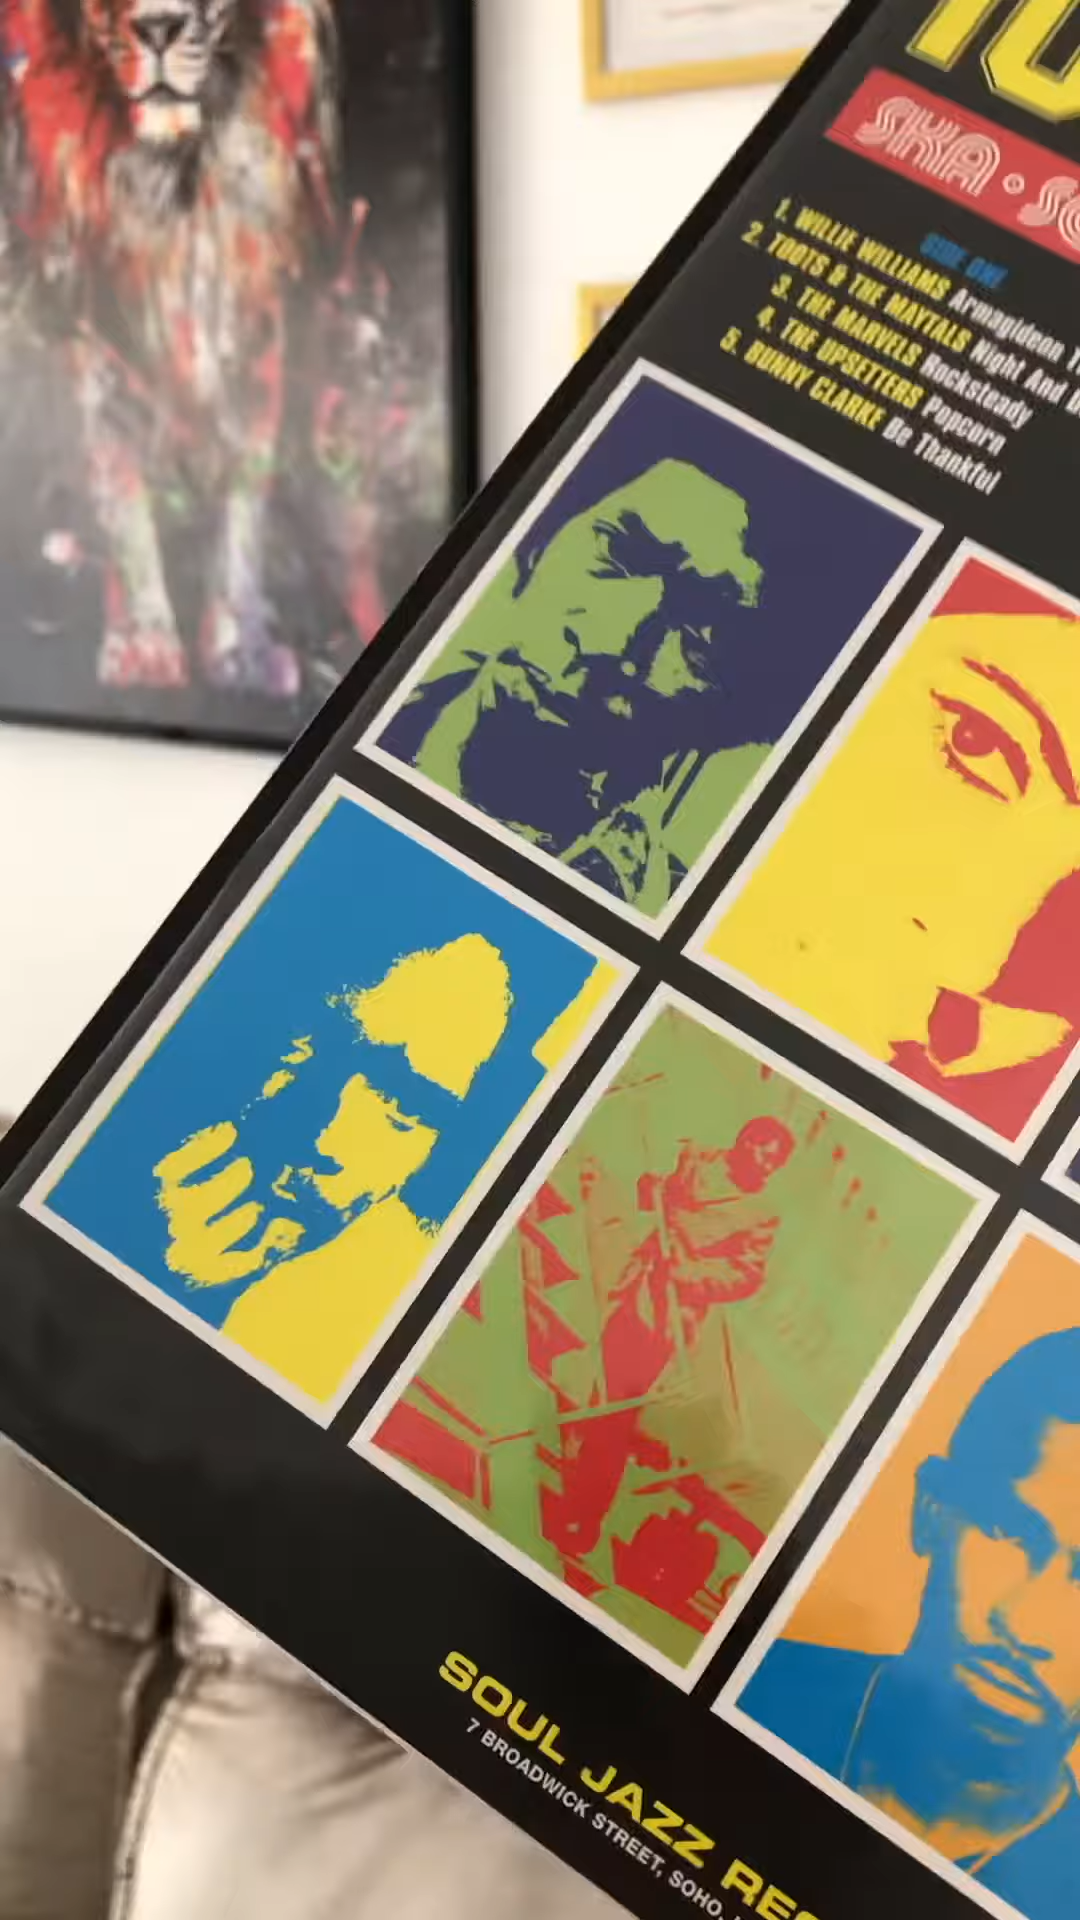 SKA
SIDE ONE
1. WILLIE WILLIAMS Armagideon
2. TOOTS & THE MAYTALS Night And
3. THE MARVELS Rocksteady
4. THE UPSETTERS Popcorn
5. BUNNY CLARKE Be Thankful
SOUL JAZZ
7 BROADWICK STREET, SOHO,